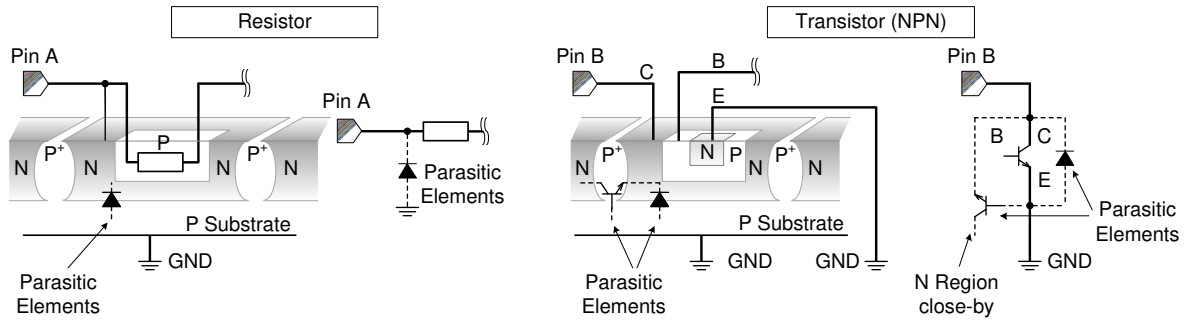 Resistor
Pin A
N
P+
N
P
N
P+
N
P Substrate
GND
Parasitic
Elements
Pin A
Parasitic
Elements
Transistor (NPN)
Pin B
C
B
E
N
P+
N
N
P
N
P+
N
P Substrate
GND
GND
Parasitic
Elements
Pin B
B
C
E
Parasitic
Elements
GND
N Region
close-by